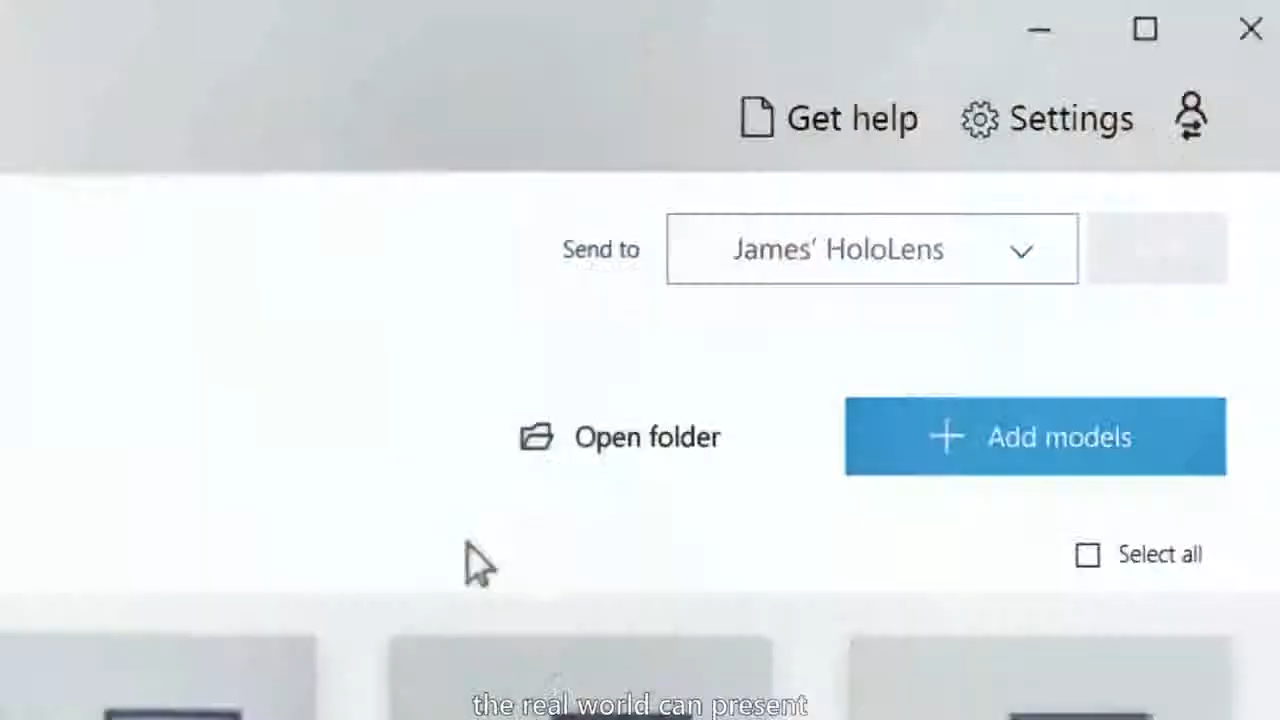 Get help Settings
Send to James' HoloLens
Open folder Add models
Select all
the real world can present